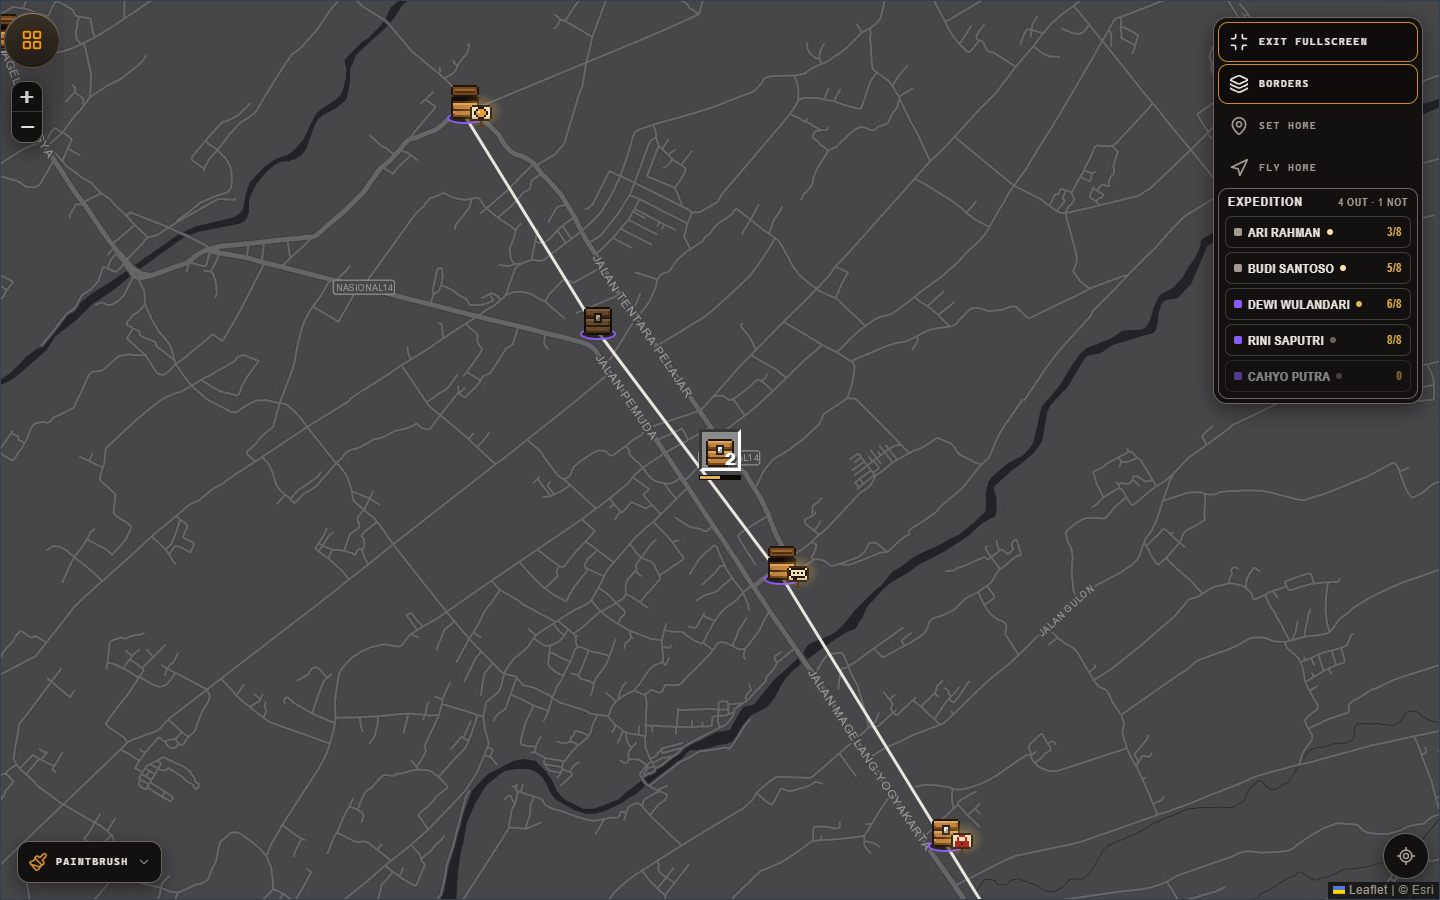 EXIT FULLSCREEN
BORDERS
SET HOME
FLY HOME
EXPEDITION 4 OUT · 1 NOT
ARI RAHMAN 3/8
BUDI SANTOSO 5/8
DEWI WULANDARI 6/8
RINI SAPUTRI 8/8
CAHYO PUTRA 0
+
−
NASIONAL14
JALAN TENTARA PELAJAR
JALAN PEMUDA
2
AL14
JALAN GULON
JALAN MAGELANG-YOGYAKARTA
PAINTBRUSH
Leaflet | © Esri